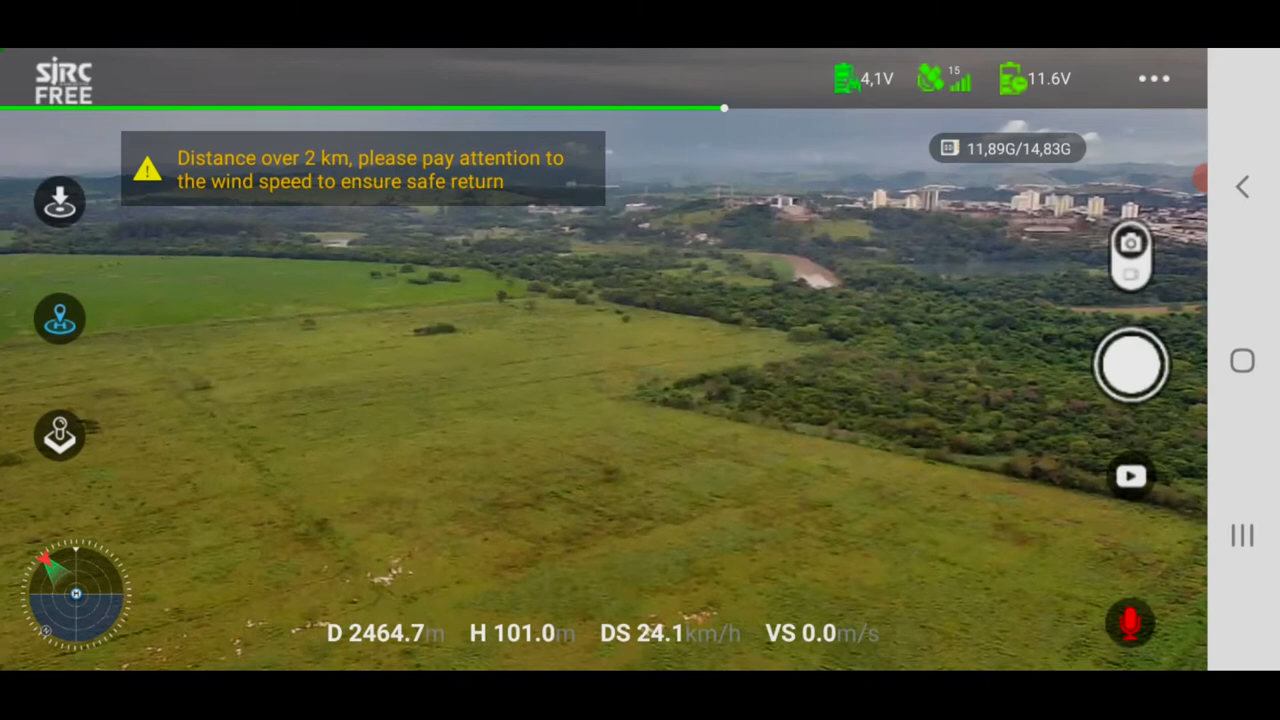 SJRC
FREE
4,1V
15
11.6V
Distance over 2 km, please pay attention to
the wind speed to ensure safe return
11,89G/14,83G
H
H
N
D 2464.7m H 101.0m DS 24.1km/h VS 0.0m/s